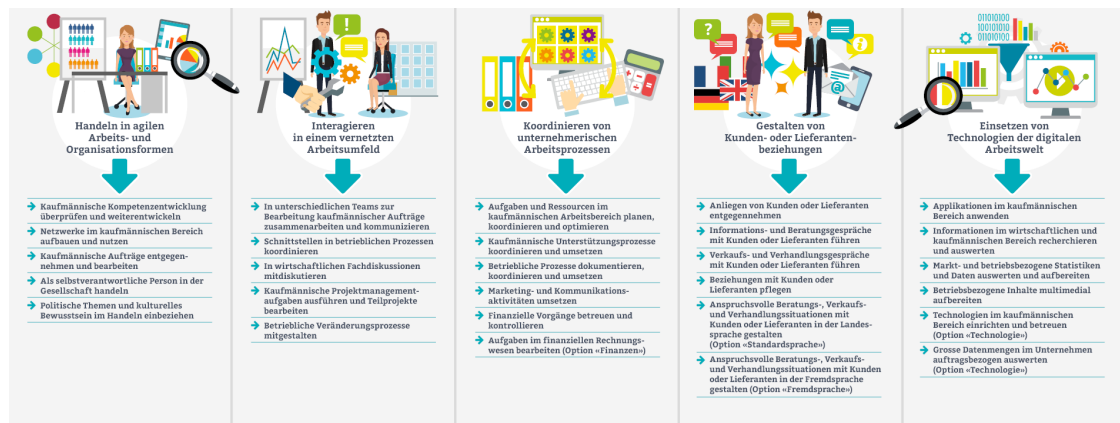 Handeln in agilen
Arbeits- und
Organisationsformen
Kaufmännische Kompetenzentwicklung
überprüfen und weiterentwickeln
Netzwerke im kaufmännischen Bereich
aufbauen und nutzen
Kaufmännische Aufträge entgegen-
nehmen und bearbeiten
Als selbstverantwortliche Person in der
Gesellschaft handeln
Politische Themen und kulturelles
Bewusstsein im Handeln einbeziehen
!
Interagieren
in einem vernetzten
Arbeitsumfeld
In unterschiedlichen Teams zur
Bearbeitung kaufmännischer Aufträge
zusammenarbeiten und kommunizieren
Schnittstellen in betrieblichen Prozessen
koordinieren
In wirtschaftlichen Fachdiskussionen
mitdiskutieren
Kaufmännische Projektmanagement-
aufgaben ausführen und Teilprojekte
bearbeiten
Betriebliche Veränderungsprozesse
mitgestalten
Koordinieren von
unternehmerischen
Arbeitsprozessen
Aufgaben und Ressourcen im
kaufmännischen Arbeitsbereich planen,
koordinieren und optimieren
Kaufmännische Unterstützungsprozesse
koordinieren und umsetzen
Betriebliche Prozesse dokumentieren,
koordinieren und umsetzen
Marketing- und Kommunikations-
aktivitäten umsetzen
Finanzielle Vorgänge betreuen und
kontrollieren
Aufgaben im finanziellen Rechnungs-
wesen bearbeiten (Option «Finanzen»)
?
i
@
Gestalten von
Kunden- oder Lieferanten-
beziehungen
Anliegen von Kunden oder Lieferanten
entgegennehmen
Informations- und Beratungsgespräche
mit Kunden oder Lieferanten führen
Verkaufs- und Verhandlungsgespräche
mit Kunden oder Lieferanten führen
Beziehungen mit Kunden oder
Lieferanten pflegen
Anspruchsvolle Beratungs-, Verkaufs-
und Verhandlungssituationen mit
Kunden oder Lieferanten in der Landes-
sprache gestalten
(Option «Standardsprache»)
Anspruchsvolle Beratungs-, Verkaufs-
und Verhandlungssituationen mit Kunden
oder Lieferanten in der Fremdsprache
gestalten (Option «Fremdsprache»)
011010100
01010011
01100100
Einsetzen von
Technologien der digitalen
Arbeitswelt
Applikationen im kaufmännischen
Bereich anwenden
Informationen im wirtschaftlichen und
kaufmännischen Bereich recherchieren
und auswerten
Markt- und betriebsbezogene Statistiken
und Daten auswerten und aufbereiten
Betriebsbezogene Inhalte multimedial
aufbereiten
Technologien im kaufmännischen
Bereich einrichten und betreuen
(Option «Technologie»)
Grosse Datenmengen im Unternehmen
auftragsbezogen auswerten
(Option «Technologie»)